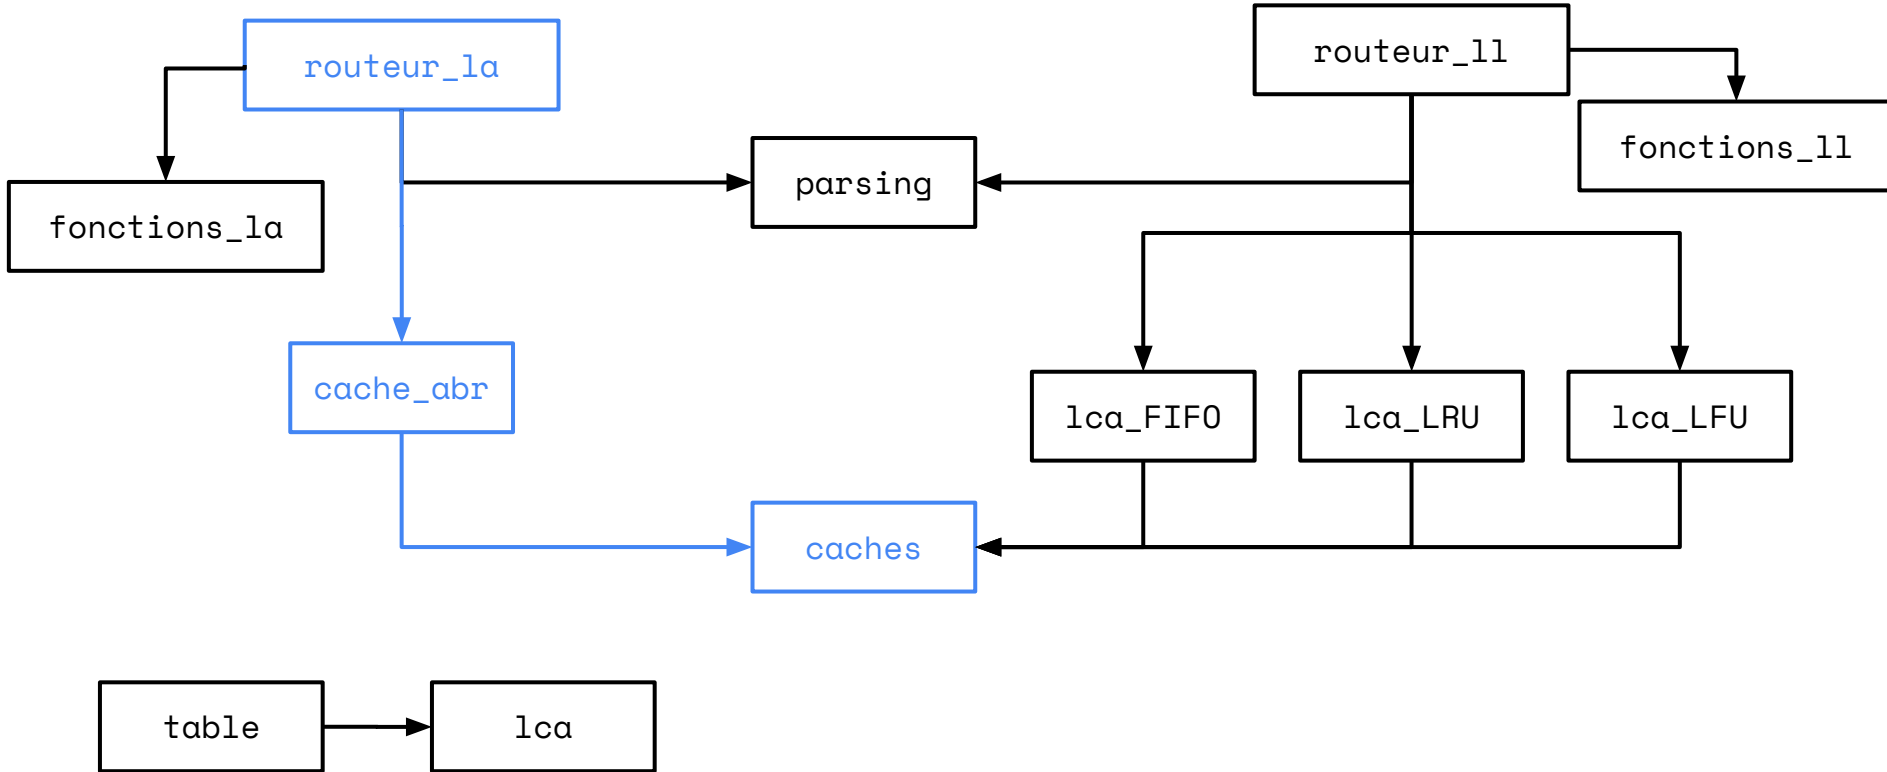 routeur_la
routeur_ll
fonctions_ll
parsing
fonctions_la
cache_abr
lca_FIFO
lca_LRU
lca_LFU
caches
table
lca